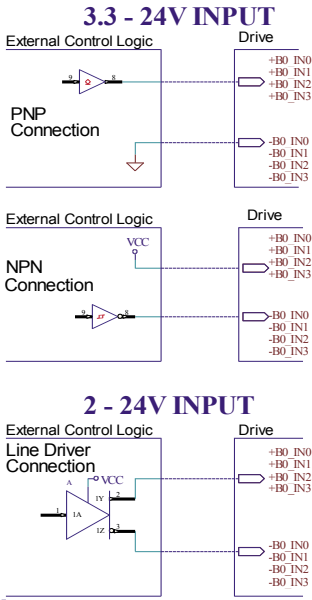 3.3 - 24V INPUT
External Control Logic
Drive
9 8
+B0_IN0
+B0_IN1
+B0_IN2
+B0_IN3
PNP
Connection
-B0_IN0
-B0_IN1
-B0_IN2
-B0_IN3
External Control Logic
Drive
VCC
+B0_IN0
+B0_IN1
+B0_IN2
+B0_IN3
NPN
Connection
9 8
-B0_IN0
-B0_IN1
-B0_IN2
-B0_IN3
2 - 24V INPUT
External Control Logic
Drive
Line Driver
Connection
+B0_IN0
+B0_IN1
+B0_IN2
+B0_IN3
A VCC
1Y 2
1 1A
1Z 3
-B0_IN0
-B0_IN1
-B0_IN2
-B0_IN3